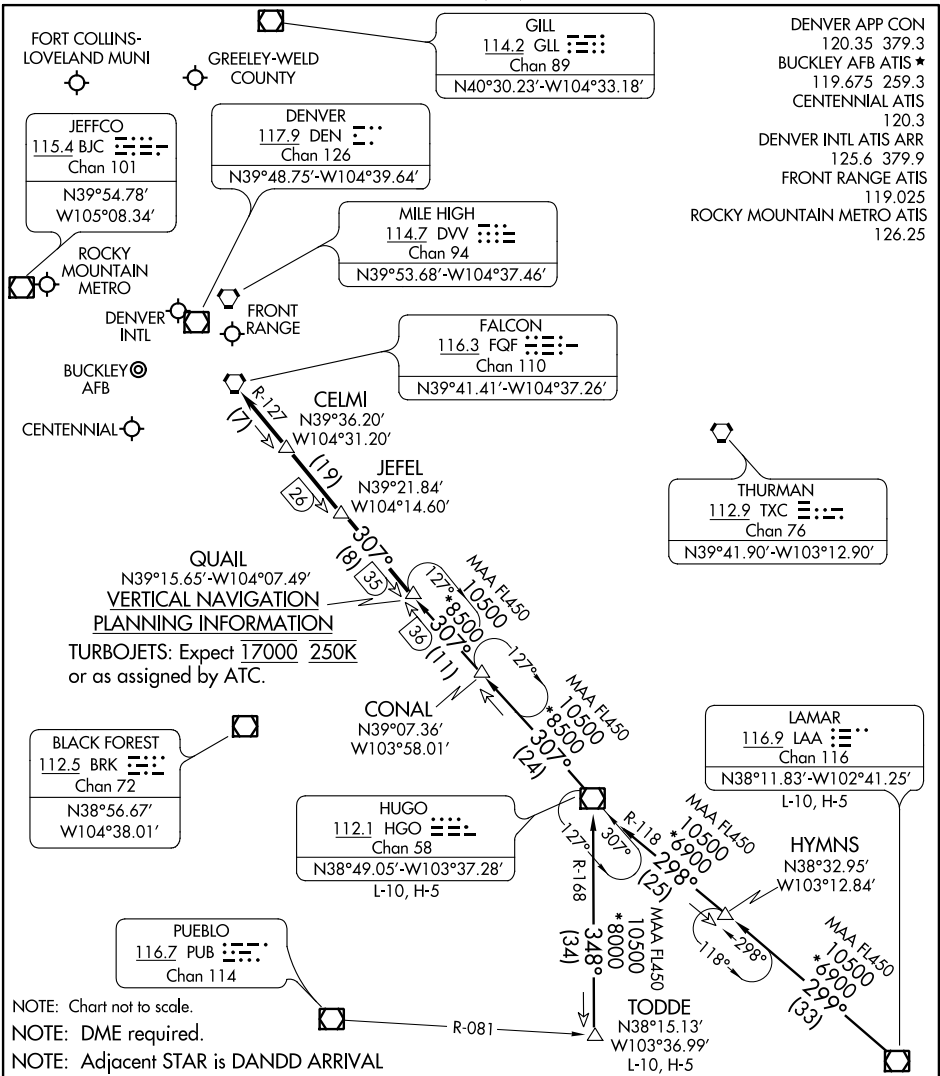 GILL
114.2 GLL
Chan 89
N40°30.23'-W104°33.18'
DENVER APP CON
120.35 379.3
BUCKLEY AFB ATIS ★
119.675 259.3
CENTENNIAL ATIS
120.3
DENVER INTL ATIS ARR
125.6 379.9
FRONT RANGE ATIS
119.025
ROCKY MOUNTAIN METRO ATIS
126.25
FORT COLLINS-
LOVELAND MUNI
GREELEY-WELD
COUNTY
JEFFCO
115.4 BJC
Chan 101
N39°54.78'
W105°08.34'
DENVER
117.9 DEN
Chan 126
N39°48.75'-W104°39.64'
MILE HIGH
114.7 DVV
Chan 94
N39°53.68'-W104°37.46'
ROCKY
MOUNTAIN
METRO
DENVER
INTL
FRONT
RANGE
BUCKLEY
AFB
FALCON
116.3 FQF
Chan 110
N39°41.41'-W104°37.26'
CENTENNIAL
R-127
(7)
CELMI
N39°36.20'
W104°31.20'
(19)
26
JEFEL
N39°21.84'
W104°14.60'
THURMAN
112.9 TXC
Chan 76
N39°41.90'-W103°12.90'
307°
(8)
35
QUAIL
N39°15.65'-W104°07.49'
VERTICAL NAVIGATION
PLANNING INFORMATION
TURBOJETS: Expect 17000 250K
or as assigned by ATC.
127°
MAA FL450
10500
*8500
307°
(11)
36
127°
CONAL
N39°07.36'
W103°58.01'
MAA FL450
10500
*8500
307°
(24)
BLACK FOREST
112.5 BRK
Chan 72
N38°56.67'
W104°38.01'
LAMAR
116.9 LAA
Chan 116
N38°11.83'-W102°41.25'
L-10, H-5
HUGO
112.1 HGO
Chan 58
N38°49.05'-W103°37.28'
L-10, H-5
127°
307°
R-118
MAA FL450
10500
*6900
298°
(25)
HYMNS
N38°32.95'
W103°12.84'
118°
298°
MAA FL450
10500
*6900
299°
(33)
R-168
348°
(34)
MAA FL450
10500
*8000
PUEBLO
116.7 PUB
Chan 114
R-081
TODDE
N38°15.13'
W103°36.99'
L-10, H-5
NOTE: Chart not to scale.
NOTE: DME required.
NOTE: Adjacent STAR is DANDD ARRIVAL